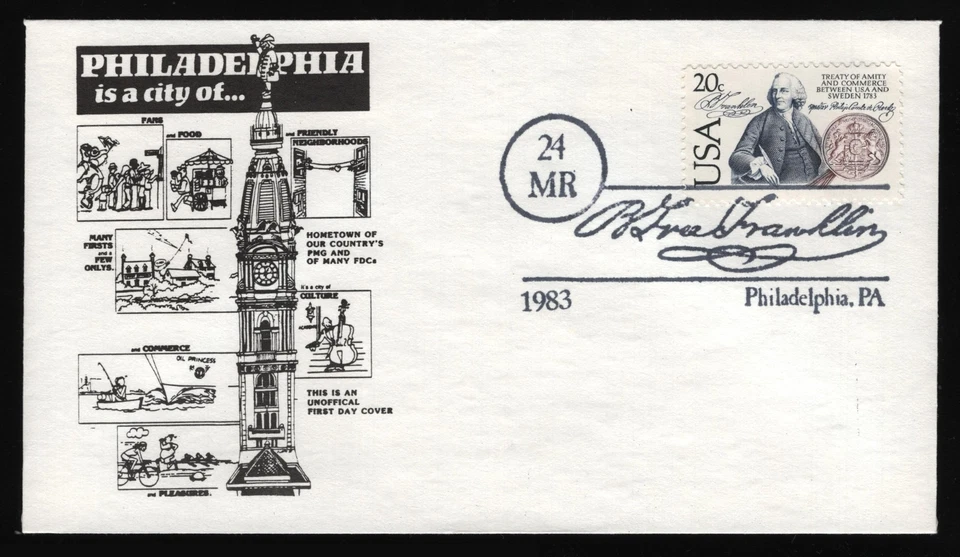 PHILADELPHIA
is a city of...
FANS
and FOOD
and FRIENDLY
NEIGHBORHOODS
MANY
FIRSTS
and a
FEW
ONLYS.
HOMETOWN OF
OUR COUNTRY'S
PMG AND
OF MANY FDCs
it's a city of
CULTURE
and COMMERCE
OIL PRINCESS
THIS IS AN
UNOFFICAL
FIRST DAY COVER
and PLEASURES.
20c
USA
B Franklin
TREATY OF AMITY
AND COMMERCE
BETWEEN USA AND
SWEDEN 1783
24
MR
B Free Franklin
1983
Philadelphia, PA